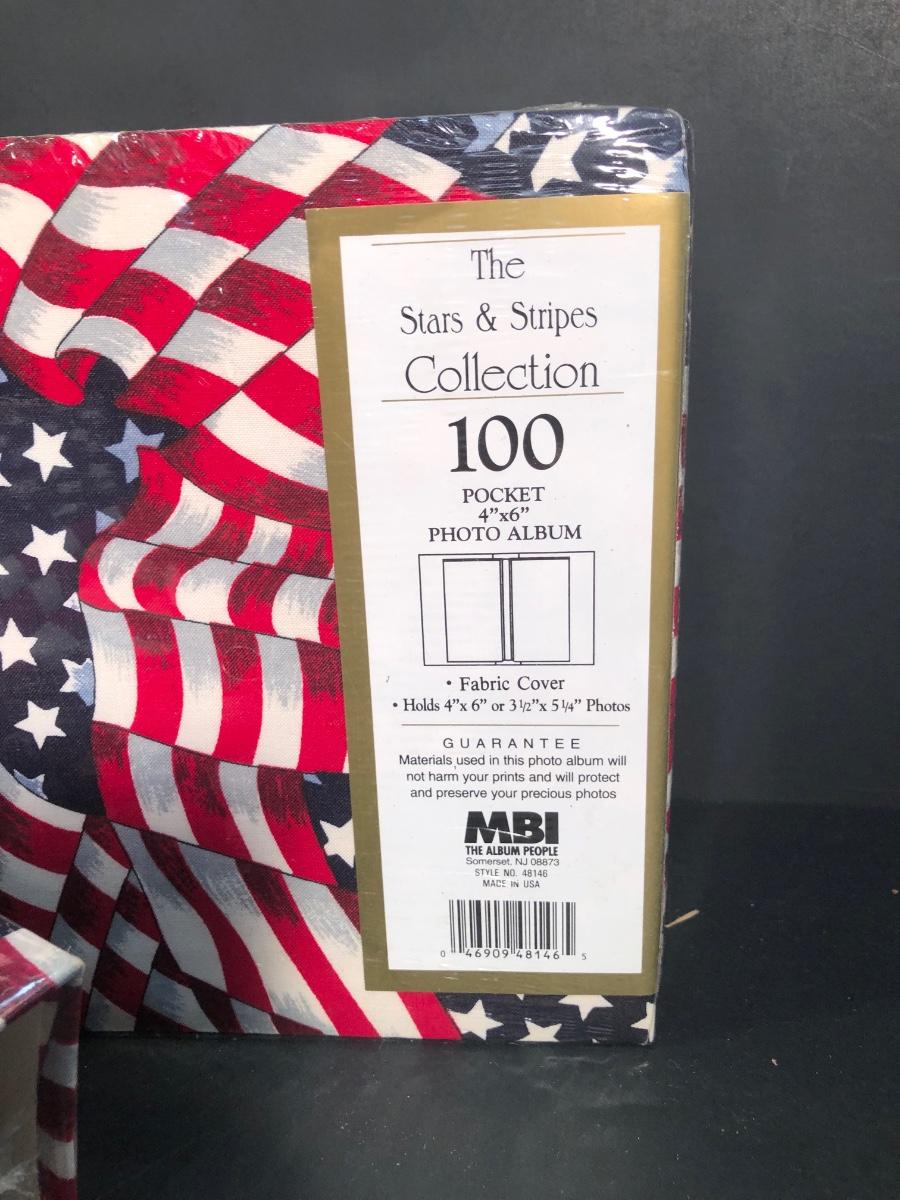 The
Stars & Stripes
Collection
100
POCKET
4”x6”
PHOTO ALBUM
• Fabric Cover
• Holds 4”x 6” or 3 1/2”x 5 1/4” Photos
GUARANTEE
Materials used in this photo album will
not harm your prints and will protect
and preserve your precious photos
MBI
THE ALBUM PEOPLE
Somerset, NJ 08873
STYLE NO. 48146
MADE IN USA
0 46909 48146 5